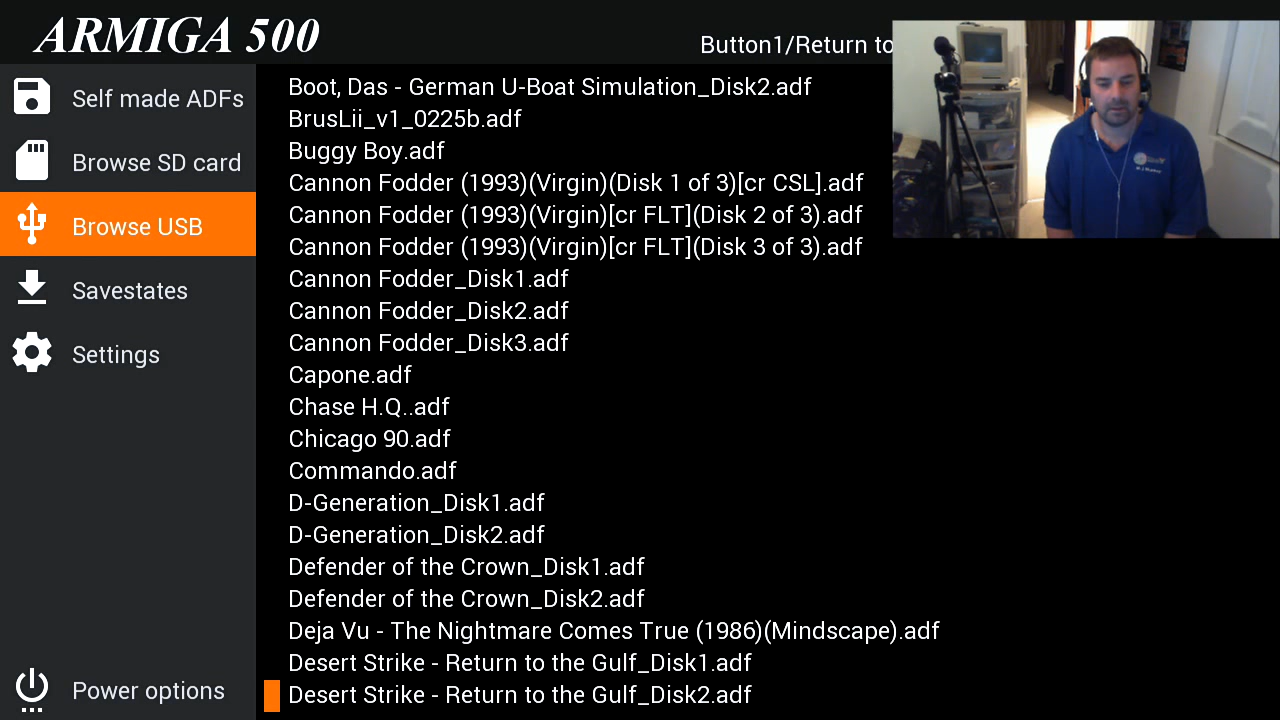 ARMIGA 500
Button1/Return to
Self made ADFs
Browse SD card
Browse USB
Savestates
Settings
Power options
Boot, Das - German U-Boat Simulation_Disk2.adf
BrusLii_v1_0225b.adf
Buggy Boy.adf
Cannon Fodder (1993)(Virgin)(Disk 1 of 3)[cr CSL].adf
Cannon Fodder (1993)(Virgin)[cr FLT](Disk 2 of 3).adf
Cannon Fodder (1993)(Virgin)[cr FLT](Disk 3 of 3).adf
Cannon Fodder_Disk1.adf
Cannon Fodder_Disk2.adf
Cannon Fodder_Disk3.adf
Capone.adf
Chase H.Q..adf
Chicago 90.adf
Commando.adf
D-Generation_Disk1.adf
D-Generation_Disk2.adf
Defender of the Crown_Disk1.adf
Defender of the Crown_Disk2.adf
Deja Vu - The Nightmare Comes True (1986)(Mindscape).adf
Desert Strike - Return to the Gulf_Disk1.adf
Desert Strike - Return to the Gulf_Disk2.adf